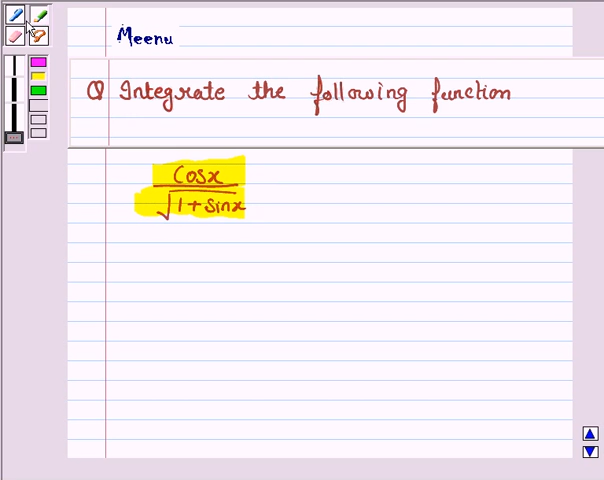 Meenu
Q Integrate the following function
Cosx
√1+sinx